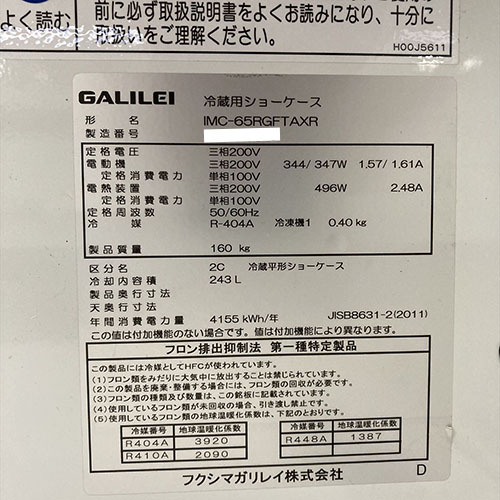 よく読む
前に必ず取扱説明書をよくお読みになり、十分に
取扱いをご理解ください。
H00J5611
GALILEI 冷蔵用ショーケース
形 名 IMC-65RGFTAXR
製造番号
定格電圧 三相200V
電動機 三相200V 344/347W 1.57/1.61A
定格消費電力 単相100V
電熱装置 三相200V 496W 2.48A
定格消費電力 単相100V
定格周波数 50/60Hz
冷 媒 R-404A 冷凍機1 0.40 kg
製品質量 160 kg
区分名 2C 冷蔵平形ショーケース
冷却内容積 243 L
製品奥行寸法
天奥行寸法
年間消費電力量 4155 kWh/年 JISB8631-2(2011)
この値は付加機能のない場合です。値は付加機能により異なります。
フロン排出抑制法 第一種特定製品
この製品には冷媒としてHFCが使われています。
(1)フロン類をみだりに大気中に放出することは禁じられています。
(2)この製品を廃棄・整備する場合には、フロン類の回収が必要です。
(3)フロン類の種類及び数量は、この銘板に記載されています。
(4)使用しているフロン類が未回収の場合、引き渡し禁止です。
(5)使用しているフロン類の地球温暖化係数は、下記のとおりです。
冷媒番号 地球温暖化係数 冷媒番号 地球温暖化係数
R404A 3920 R448A 1387
R410A 2090
フクシマガリレイ株式会社 D